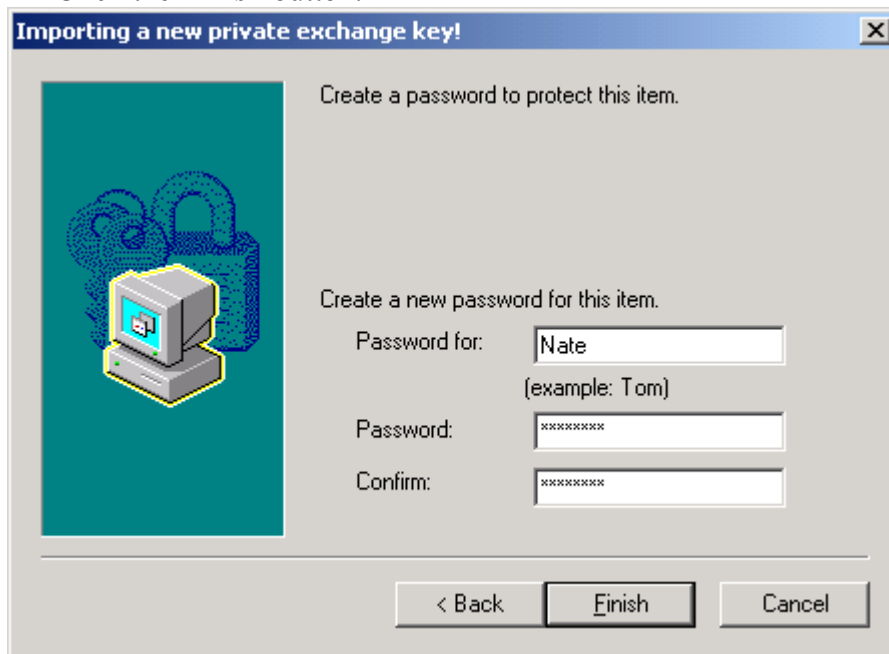 Importing a new private exchange key!
Create a password to protect this item.
Create a new password for this item.
Password for: Nate
(example: Tom)
Password: ********
Confirm: ********
< Back Finish Cancel